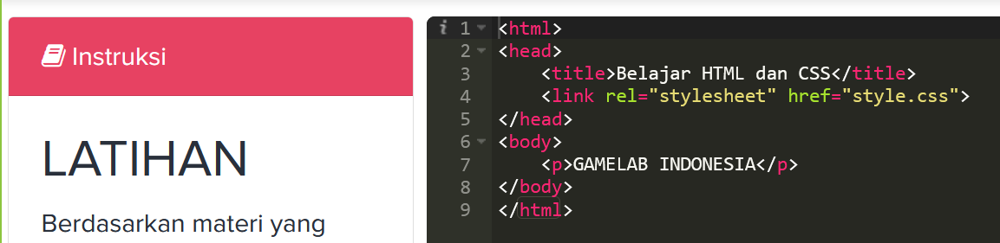 Instruksi
LATIHAN
Berdasarkan materi yang
1 <html>
2 <head>
3     <title>Belajar HTML dan CSS</title>
4     <link rel="stylesheet" href="style.css">
5 </head>
6 <body>
7     <p>GAMELAB INDONESIA</p>
8 </body>
9 </html>